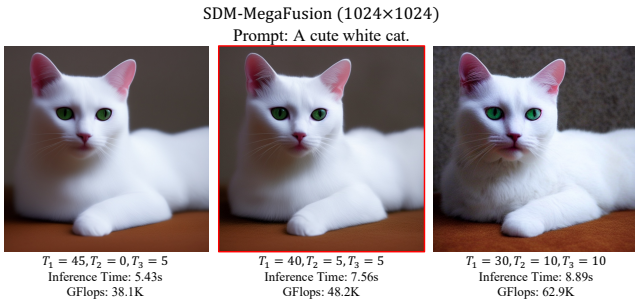 SDM-MegaFusion (1024×1024)
Prompt: A cute white cat.
T₁ = 45, T₂ = 0, T₃ = 5
Inference Time: 5.43s
GFlops: 38.1K
T₁ = 40, T₂ = 5, T₃ = 5
Inference Time: 7.56s
GFlops: 48.2K
T₁ = 30, T₂ = 10, T₃ = 10
Inference Time: 8.89s
GFlops: 62.9K